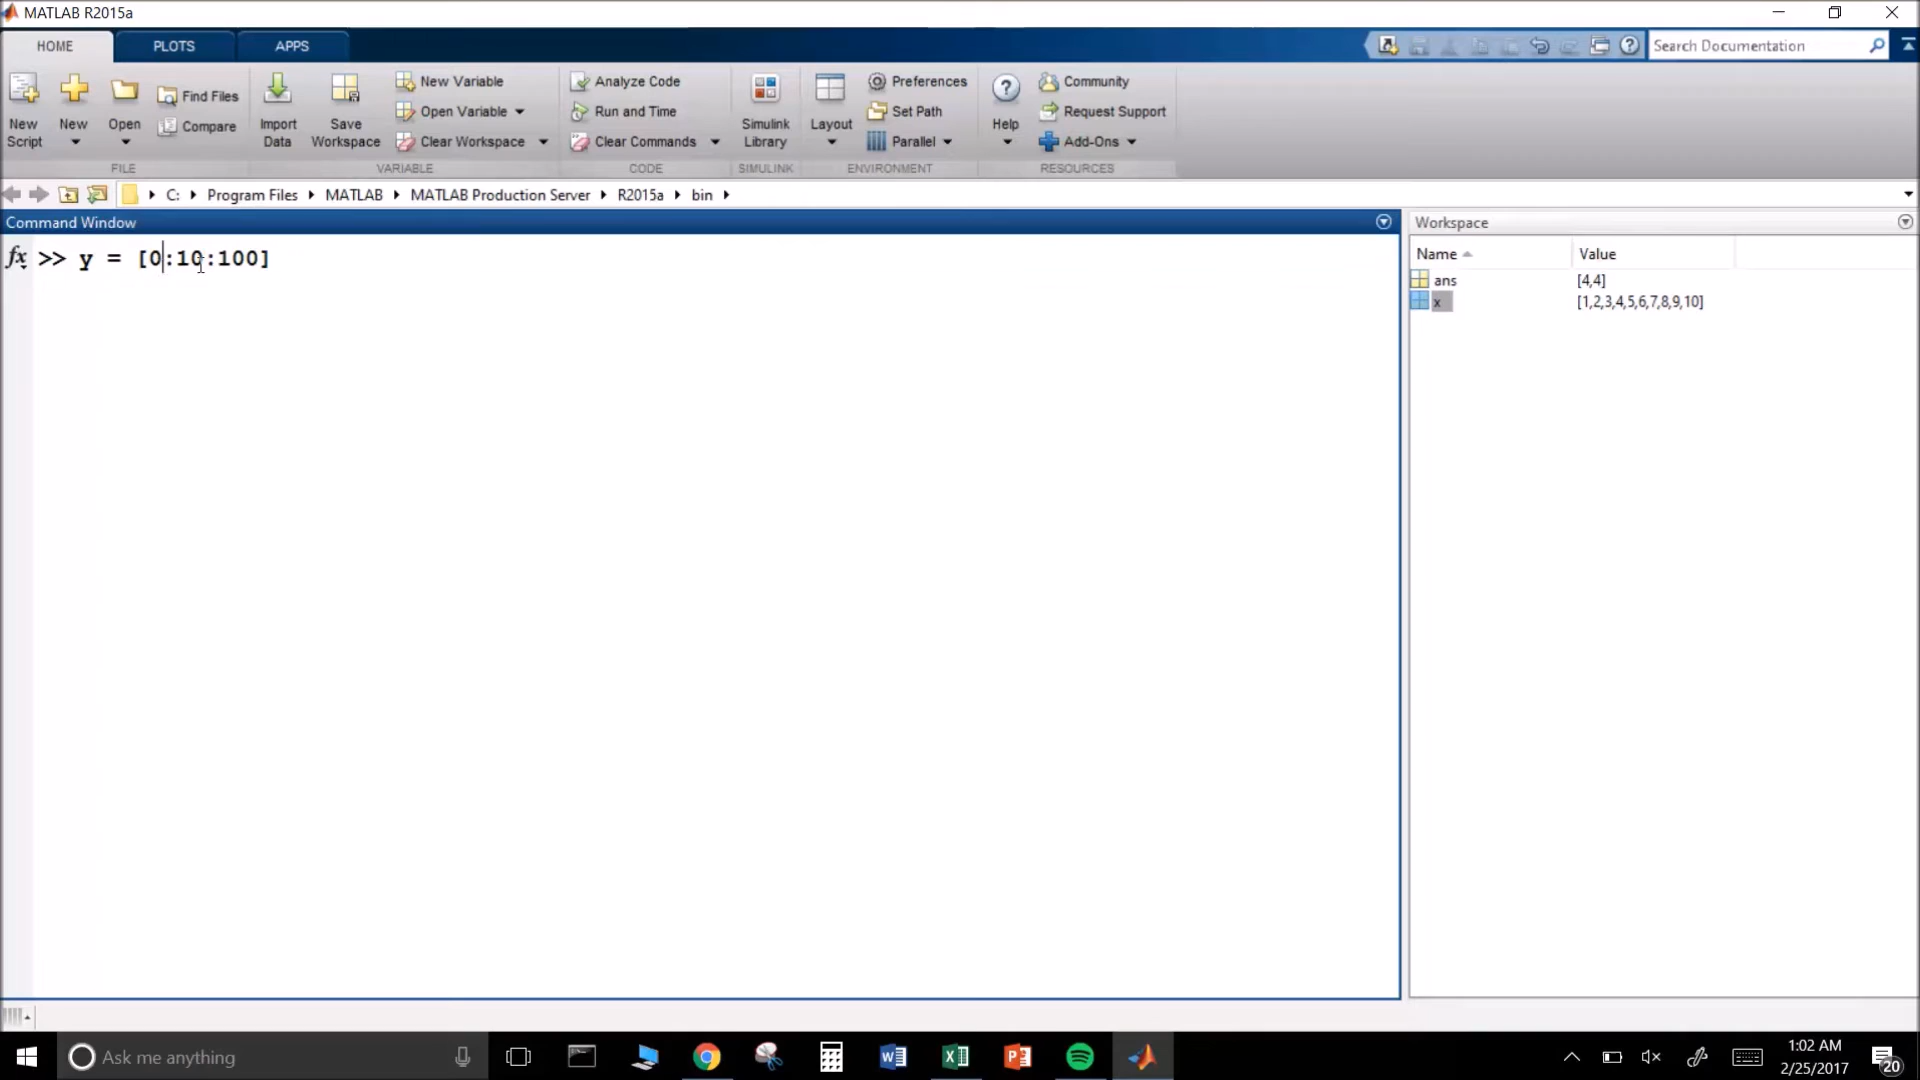 MATLAB R2015a
HOME PLOTS APPS
Search Documentation
New Script
New
Open
Find Files
Compare
Import Data
Save Workspace
New Variable
Open Variable
Clear Workspace
Analyze Code
Run and Time
Clear Commands
Simulink Library
Layout
Preferences
Set Path
Parallel
Help
Community
Request Support
Add-Ons
FILE VARIABLE CODE SIMULINK ENVIRONMENT RESOURCES
C: Program Files MATLAB MATLAB Production Server R2015a bin
Command Window
fx >> y = [0:10:100]
Workspace
Name Value
ans [4,4]
x [1,2,3,4,5,6,7,8,9,10]
Ask me anything
1:02 AM
2/25/2017
20